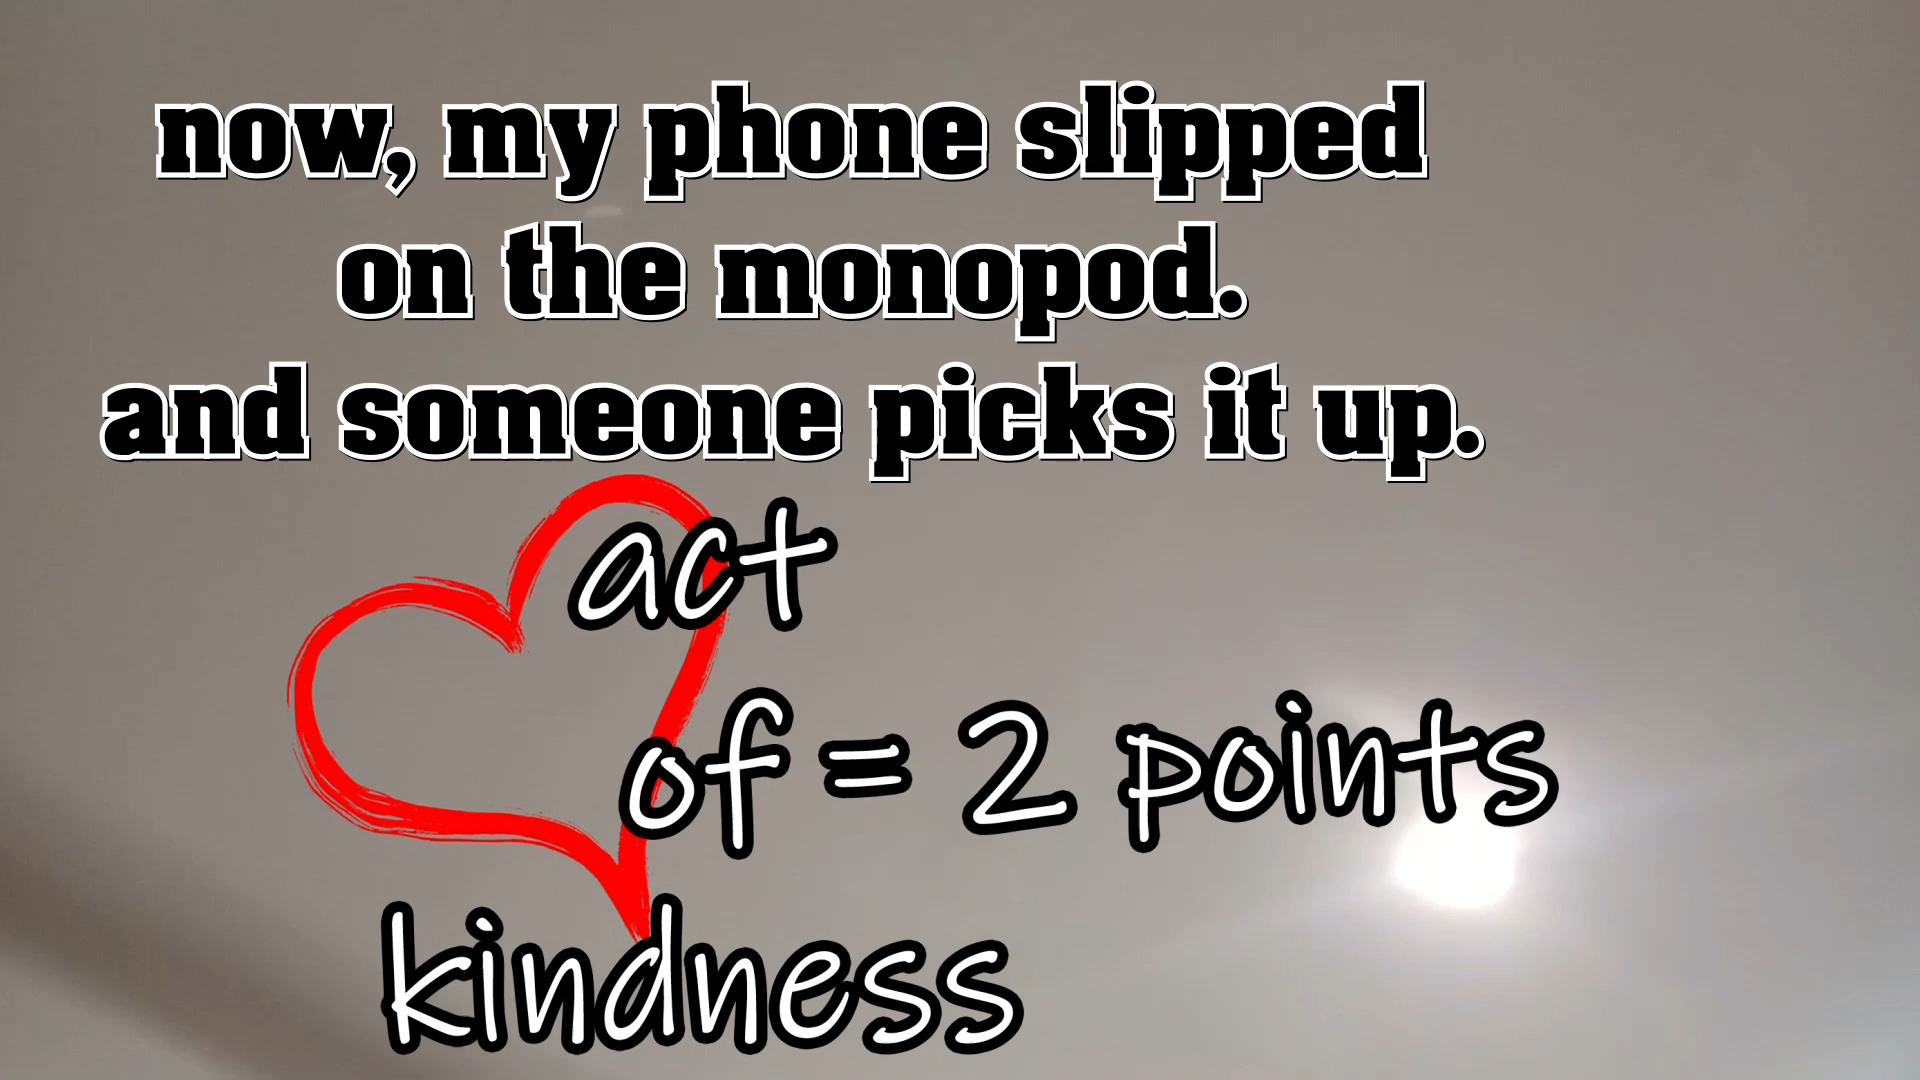 now, my phone slipped
on the monopod.
and someone picks it up.
act
of = 2 points
kindness